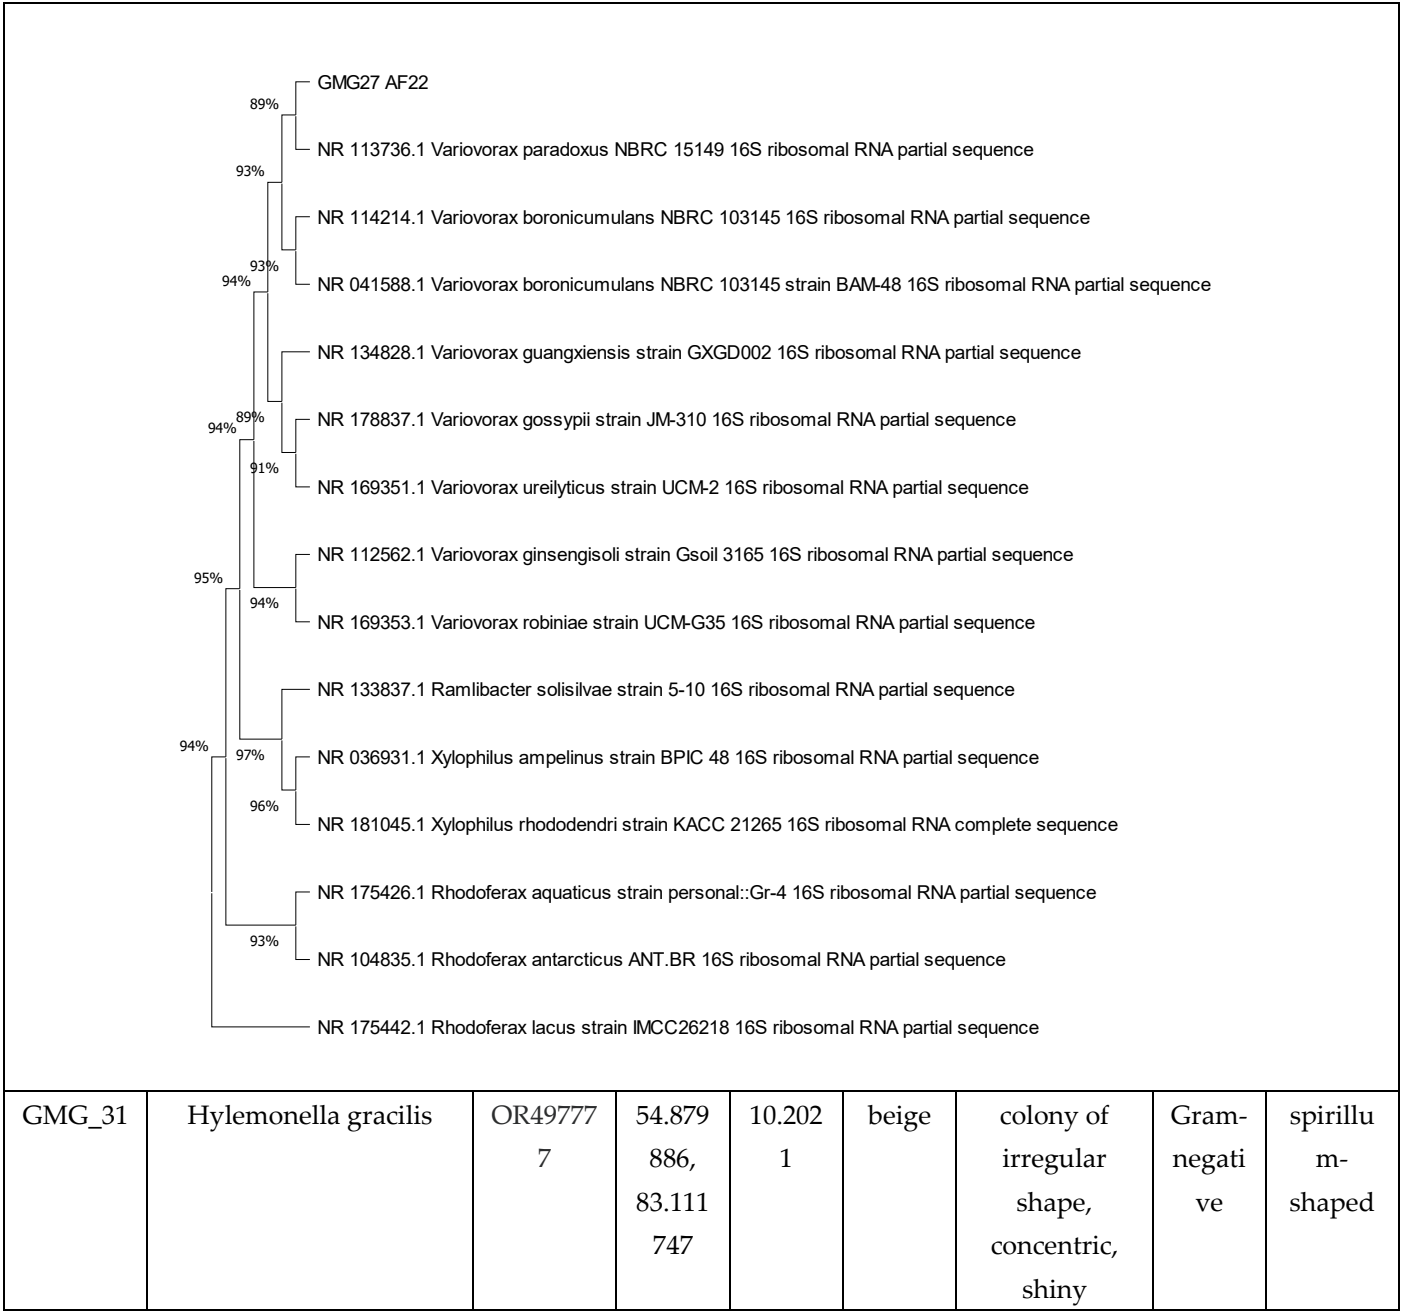 GMG27 AF22
89%
NR 113736.1 Variovorax paradoxus NBRC 15149 16S ribosomal RNA partial sequence
93%
NR 114214.1 Variovorax boronicumulans NBRC 103145 16S ribosomal RNA partial sequence
93%
94%
NR 041588.1 Variovorax boronicumulans NBRC 103145 strain BAM-48 16S ribosomal RNA partial sequence
NR 134828.1 Variovorax guangxiensis strain GXGD002 16S ribosomal RNA partial sequence
89%
94%
NR 178837.1 Variovorax gossypii strain JM-310 16S ribosomal RNA partial sequence
91%
NR 169351.1 Variovorax ureilyticus strain UCM-2 16S ribosomal RNA partial sequence
NR 112562.1 Variovorax ginsengisoli strain Gsoil 3165 16S ribosomal RNA partial sequence
95%
94%
NR 169353.1 Variovorax robiniae strain UCM-G35 16S ribosomal RNA partial sequence
NR 133837.1 Ramlibacter solisilvae strain 5-10 16S ribosomal RNA partial sequence
94%
97%
NR 036931.1 Xylophilus ampelinus strain BPIC 48 16S ribosomal RNA partial sequence
96%
NR 181045.1 Xylophilus rhododendri strain KACC 21265 16S ribosomal RNA complete sequence
NR 175426.1 Rhodoferax aquaticus strain personal::Gr-4 16S ribosomal RNA partial sequence
93%
NR 104835.1 Rhodoferax antarcticus ANT.BR 16S ribosomal RNA partial sequence
NR 175442.1 Rhodoferax lacus strain IMCC26218 16S ribosomal RNA partial sequence
GMG_31
Hylemonella gracilis
OR49777
7
54.879
886,
83.111
747
10.202
1
beige
colony of
irregular
shape,
concentric,
shiny
Gram-
negati
ve
spirillu
m-
shaped